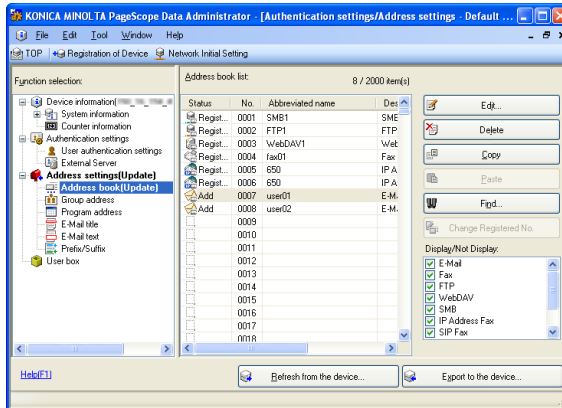 KONICA MINOLTA PageScope Data Administrator - [Authentication settings/Address settings - Default ...
File Edit Tool Window Help
TOP Registration of Device Network Initial Setting
Function selection:
Device information(
System information
Counter information
Authentication settings
User authentication settings
External Server
Address settings(Update)
Address book(Update)
Group address
Program address
E-Mail title
E-Mail text
Prefix/Suffix
User box
Address book list:
8 / 2000 item(s)
Status No. Abbreviated name Des
Regist... 0001 SMB1 SME
Regist... 0002 FTP1 FTP
Regist... 0003 WebDAV1 Wet
Regist... 0004 fax01 Fax
Regist... 0005 650 IP A
Regist... 0006 650 IP A
Add 0007 user01 E-M.
Add 0008 user02 E-M.
0009
0010
0011
0012
0013
0014
0015
0016
0017
0018
Edit...
Delete
Copy
Paste
Find...
Change Registered No.
Display/Not Display:
E-Mail
Fax
FTP
WebDAV
SMB
IP Address Fax
SIP Fax
Help(F1)
Refresh from the device...
Export to the device...